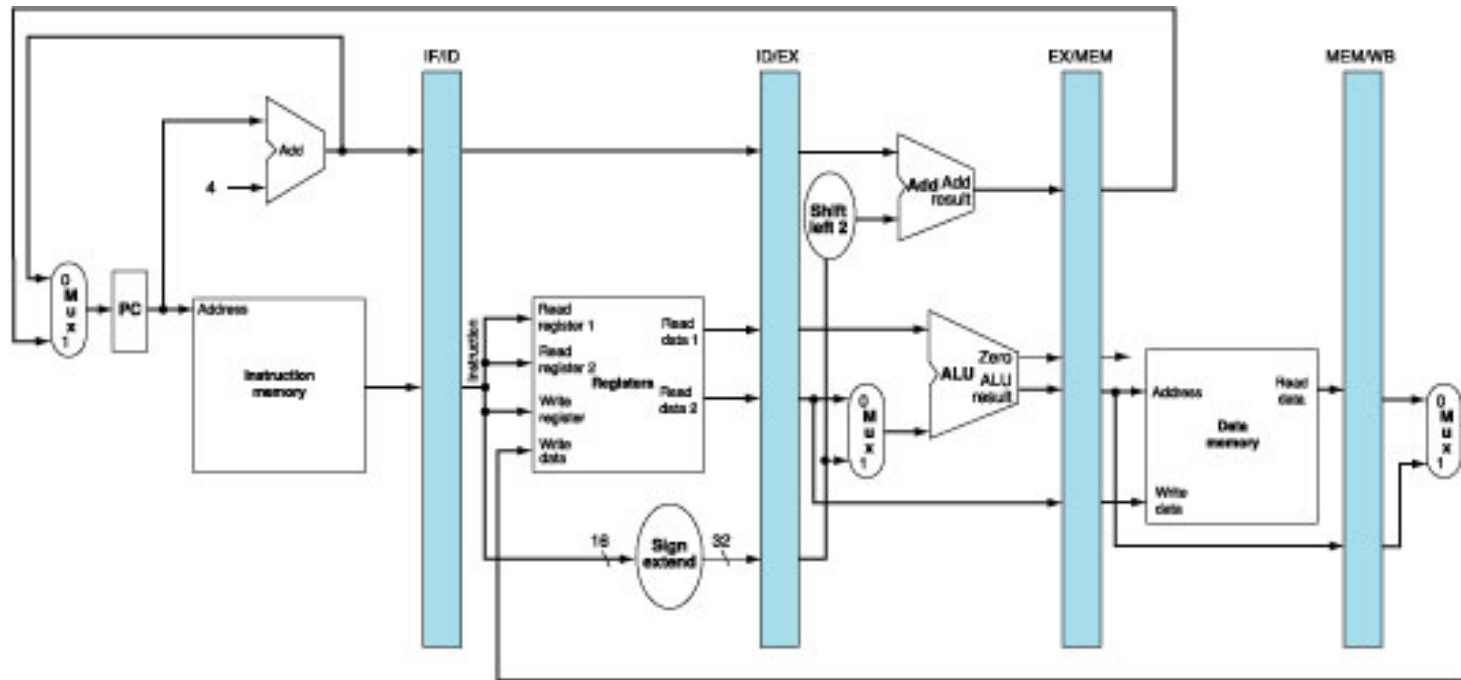 IF/ID
ID/EX
EX/MEM
MEM/WB
Add
4
Shift
left 2
Add
Add
result
0
M
u
x
1
PC
Address
Instruction
memory
Instruction
Read
register 1
Read
register 2
Write
register
Write
data
Registers
Read
data 1
Read
data 2
0
M
u
x
1
Zero
ALU
ALU
result
Address
Read
data
Data
memory
Write
data
0
M
u
x
1
16
Sign
extend
32